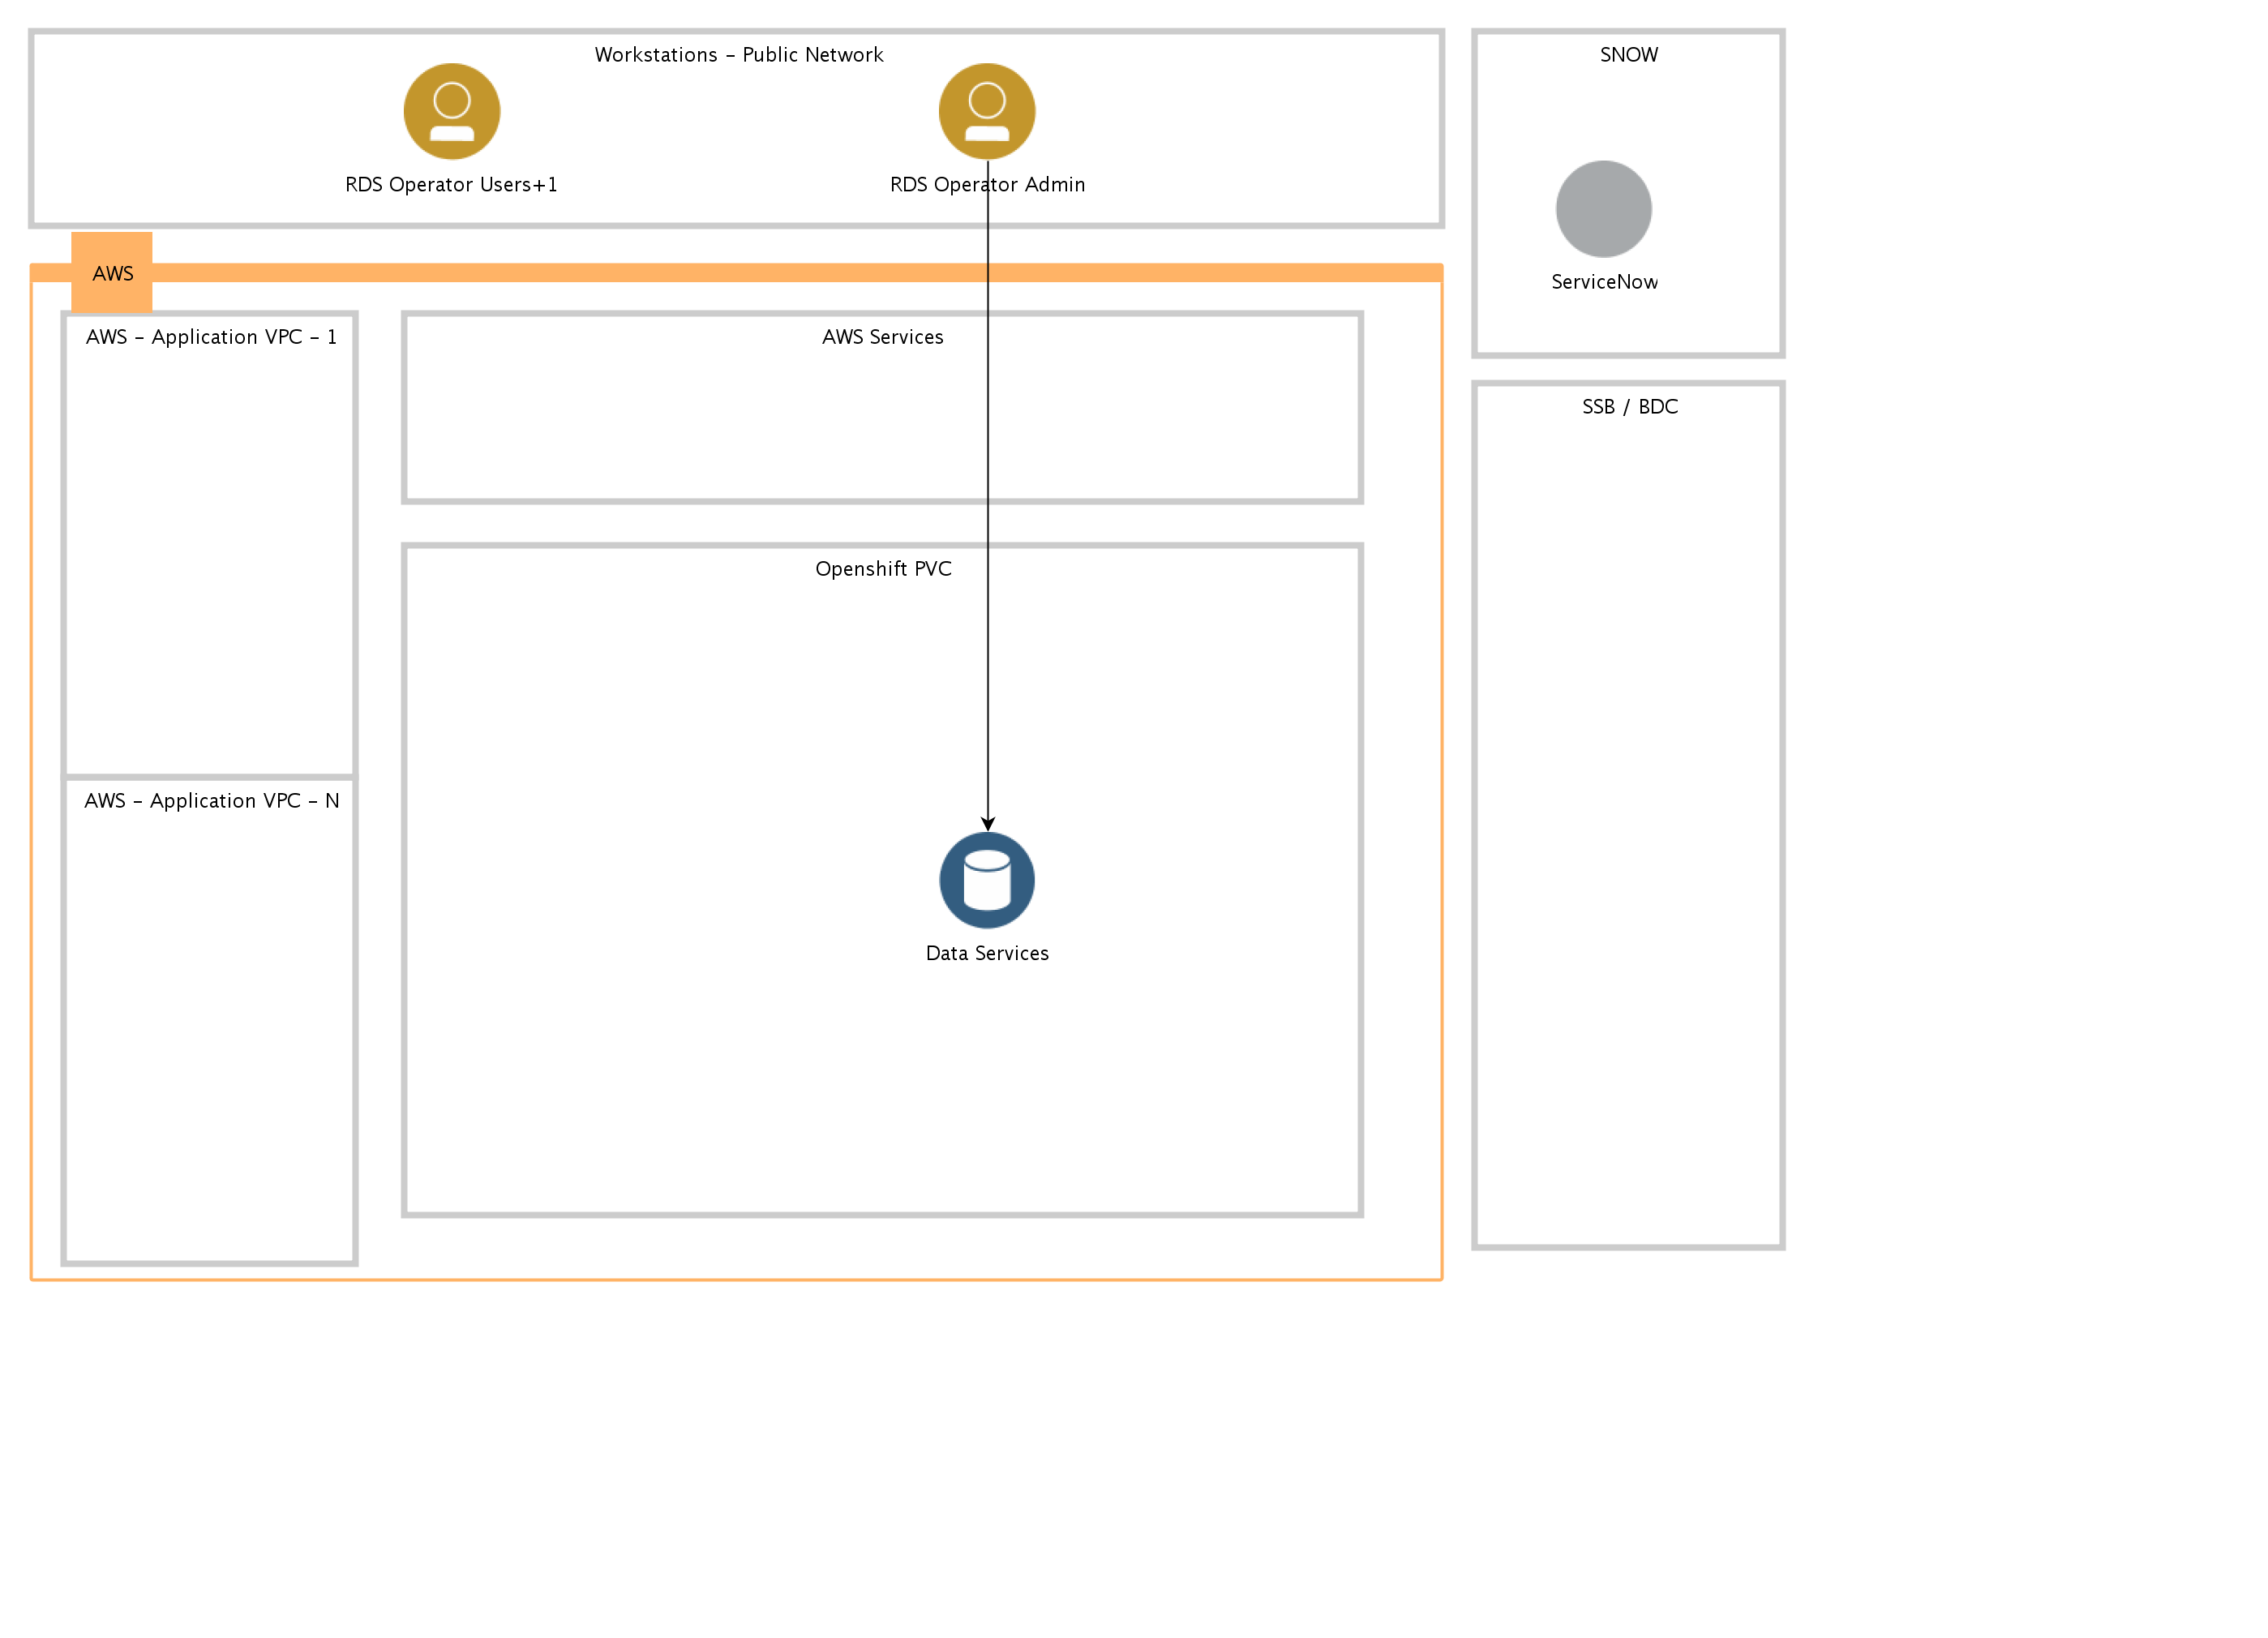 Workstations – Public Network
SNOW
RDS Operator Users+1
RDS Operator Admin
ServiceNow
AWS
AWS – Application VPC – 1
AWS Services
SSB / BDC
Openshift PVC
AWS – Application VPC – N
Data Services